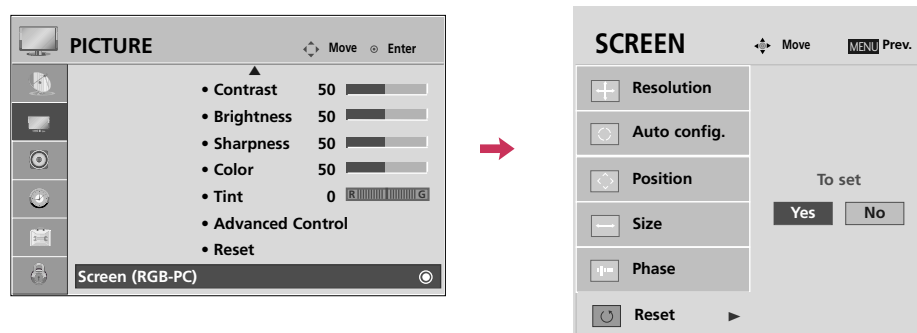 PICTURE
Move
Enter
• Contrast 50
• Brightness 50
• Sharpness 50
• Color 50
• Tint 0 R G
• Advanced Control
• Reset
Screen (RGB-PC)
SCREEN
Move
MENU Prev.
Resolution
Auto config.
Position
Size
Phase
Reset
To set
Yes No